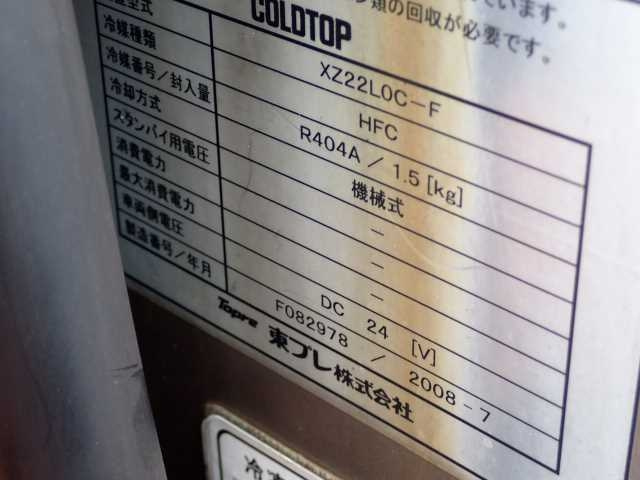 類の回収が必要です。
COLDTOP
型式 XZ22L0C-F
冷媒種類 HFC
冷媒番号/封入量 R404A / 1.5 [kg]
冷却方式 機械式
スタンバイ用電圧 —
消費電力 —
最大消費電力 —
車両側電圧 DC 24 [V]
製造番号/年月 F082978 / 2008-7
Topre 東プレ株式会社